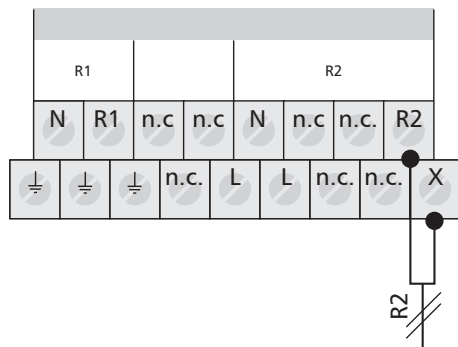 R1 R2
N R1 n.c n.c N n.c n.c. R2
n.c. L L n.c. n.c. X
R2